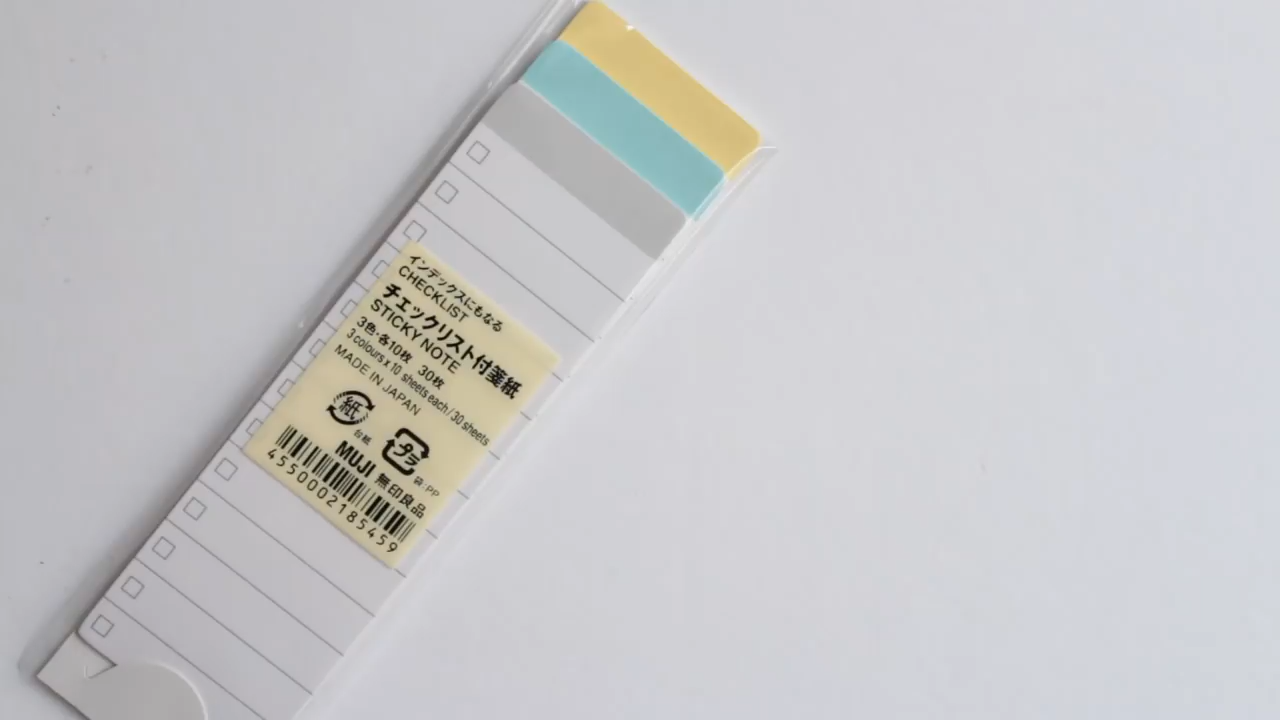 インデックスにもなる
CHECKLIST
チェックリスト付箋紙
STICKY NOTE
3色・各10枚 30枚
3 colours x 10 sheets each / 30 sheets
MADE IN JAPAN
紙
台紙
プラ
袋:PP
MUJI 無印良品
4550002185459